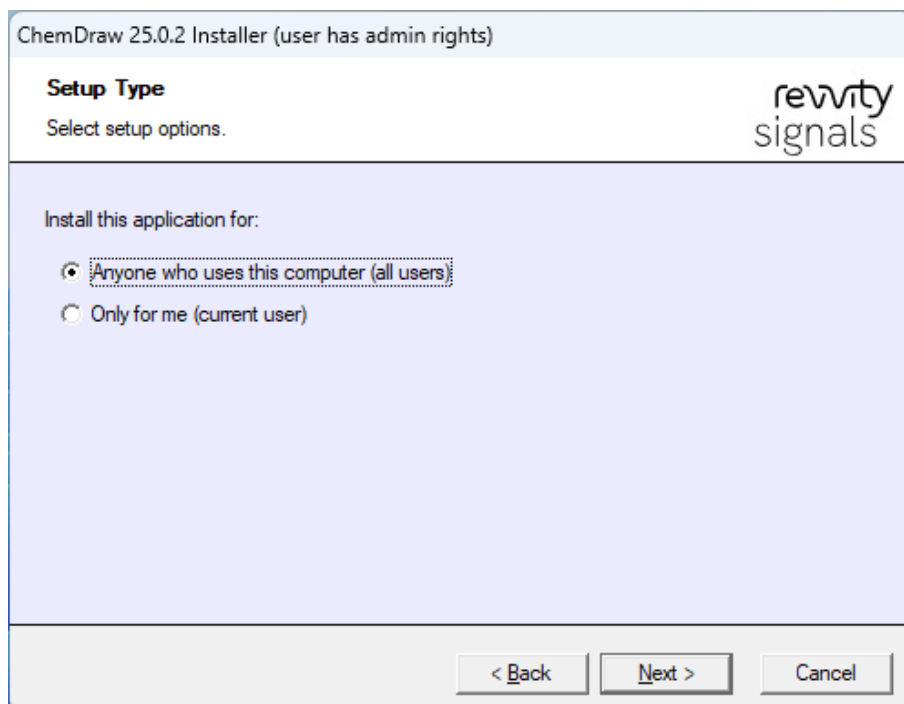 ChemDraw 25.0.2 Installer (user has admin rights)
Setup Type
Select setup options.
revvity
signals
Install this application for:
Anyone who uses this computer (all users)
Only for me (current user)
< Back
Next >
Cancel